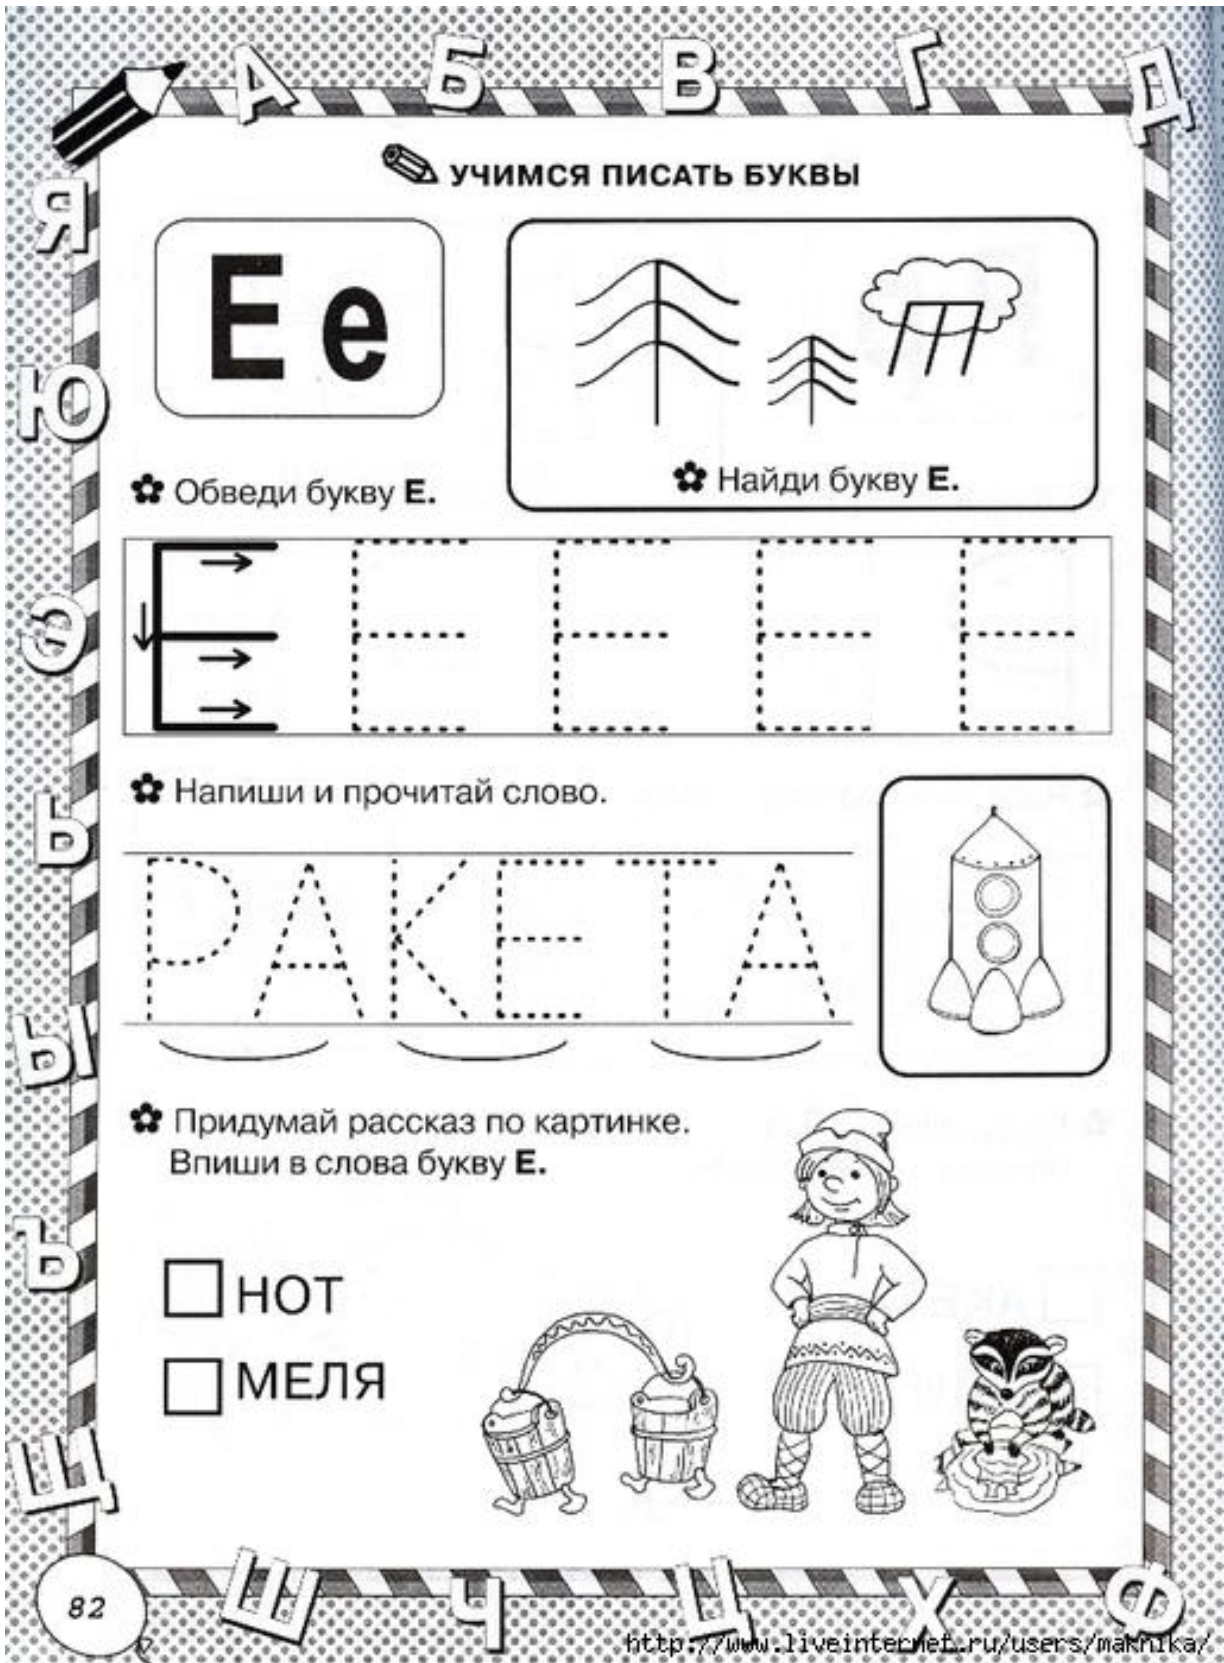 А Б В Г Д
УЧИМСЯ ПИСАТЬ БУКВЫ
Е е
Найди букву Е.
Обведи букву Е.
Е Е Е Е Е
Напиши и прочитай слово.
РАКЕТА
Придумай рассказ по картинке.
Впиши в слова букву Е.
НОТ
МЕЛЯ
Я
Ю
Э
Ь
Ы
Ъ
Щ
Ш Ч Ц Х Ф
82
http://www.liveinternet.ru/users/maknika/